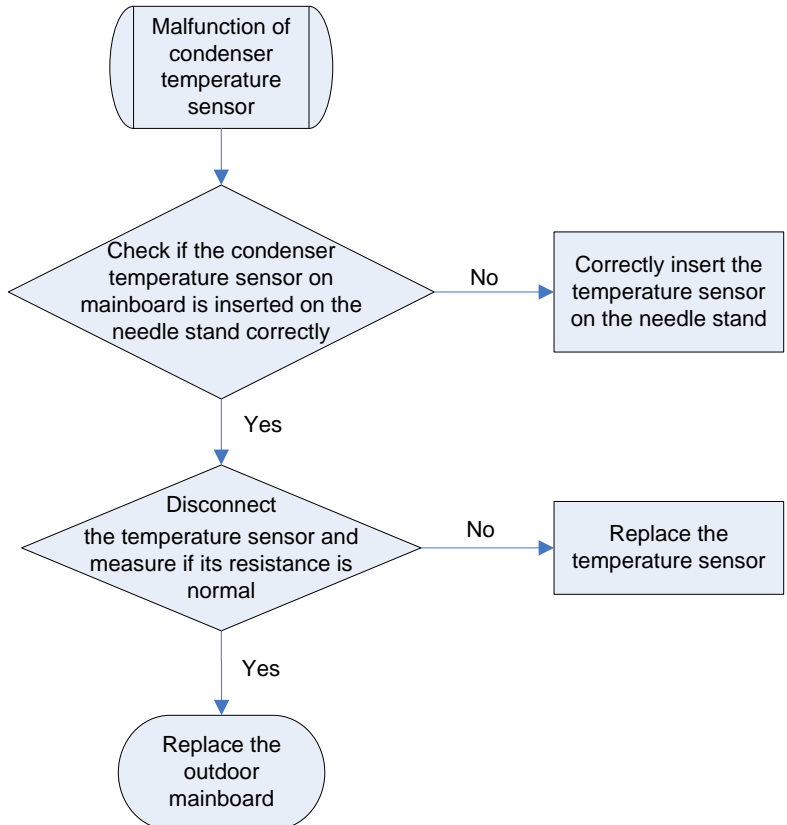 Malfunction of
condenser
temperature
sensor
Check if the condenser
temperature sensor on
mainboard is inserted on the
needle stand correctly
No
Correctly insert the
temperature sensor
on the needle stand
Yes
Disconnect
the temperature sensor and
measure if its resistance is
normal
No
Replace the
temperature sensor
Yes
Replace the
outdoor
mainboard